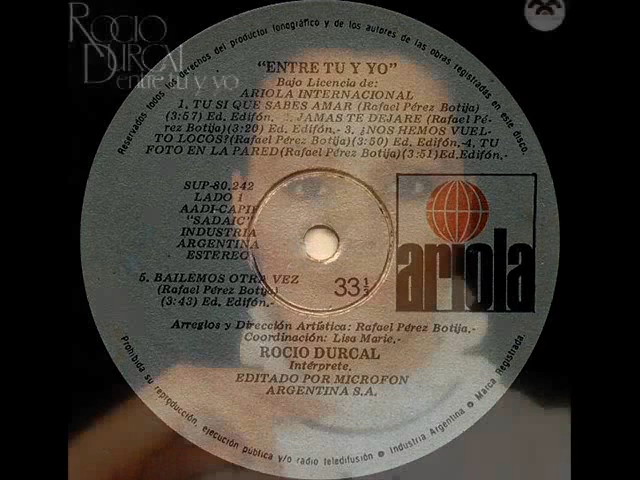 ROCIO
DURCAL
entre tu y yo
Reservados todos los derechos del productor fonográfico y de los autores de las obras registradas en este disco.
"ENTRE TU Y YO"
Bajo Licencia de:
ARIOLA INTERNACIONAL
1. TU SI QUE SABES AMAR (Rafael Pérez Botija)
(3:57) Ed. Edifón. 2. JAMAS TE DEJARE (Rafael Pé-
rez Botija)(3:20) Ed. Edifón.- 3. ¿NOS HEMOS VUEL-
TO LOCOS?(Rafael Pérez Botija) (3:50) Ed. Edifón.-4, TU
FOTO EN LA PARED(Rafael Pérez Botija)(3:51)Ed.Edifón.-
SUP-80.242
LADO 1
AADI-CAPIF
"SADAIC"
INDUSTRIA
ARGENTINA
ESTEREO
5. BAILEMOS OTRA VEZ
(Rafael Pérez Botija)
(3:43) Ed. Edifón.-
33 1/3
ariola
Arreglos y Dirección Artística: Rafael Pérez Botija.-
Coordinación: Lisa Marie.-
ROCIO DURCAL
Intérprete.
EDITADO POR MICROFON
ARGENTINA S.A.
Prohibida su reproducción, ejecución pública y/o radio teledifusión • Industria Argentina • Marca Registrada.